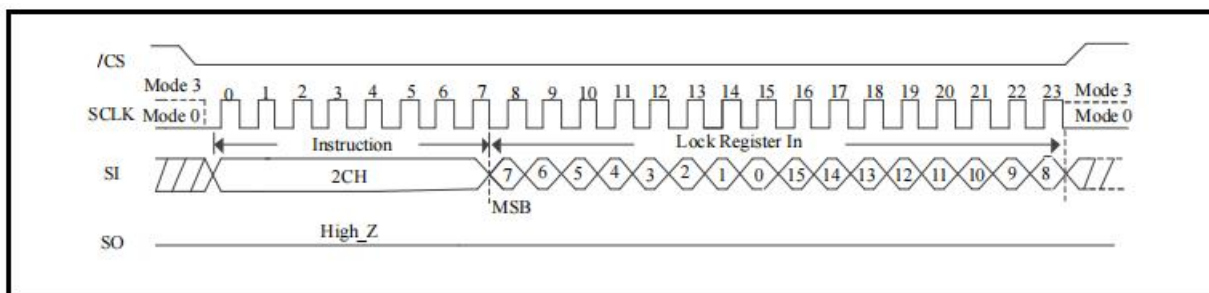 /CS
Mode 3
0 1 2 3 4 5 6 7 8 9 10 11 12 13 14 15 16 17 18 19 20 21 22 23
Mode 3
SCLK
Mode 0
Mode 0
Instruction
Lock Register In
SI
2CH
7 6 5 4 3 2 1 0 15 14 13 12 11 10 9 8
MSB
High_Z
SO